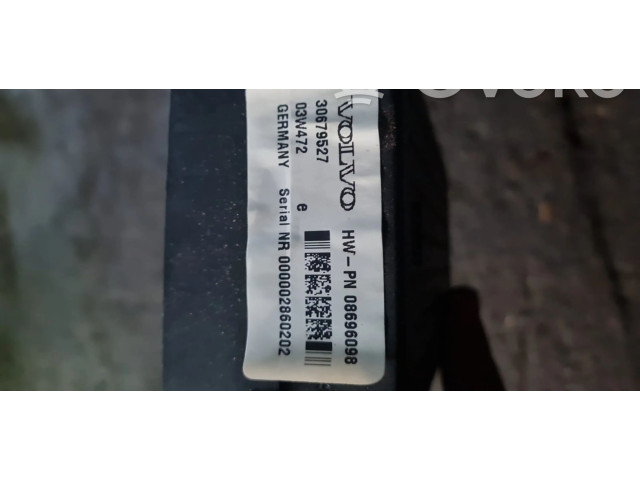 VOLVO HW-PN 08696098
30679527
03W472 e
GERMANY Serial NR 000002860202